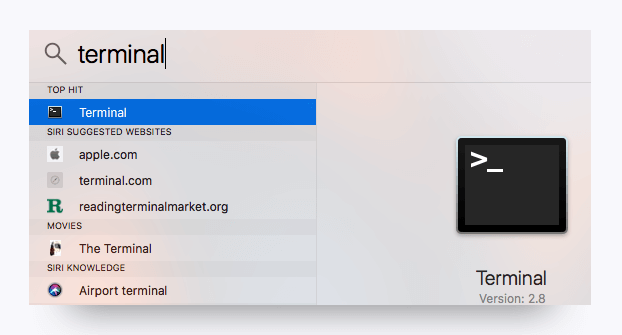 terminal
TOP HIT
Terminal
SIRI SUGGESTED WEBSITES
apple.com
terminal.com
R readingterminalmarket.org
MOVIES
The Terminal
SIRI KNOWLEDGE
Airport terminal
>_
Terminal
Version: 2.8